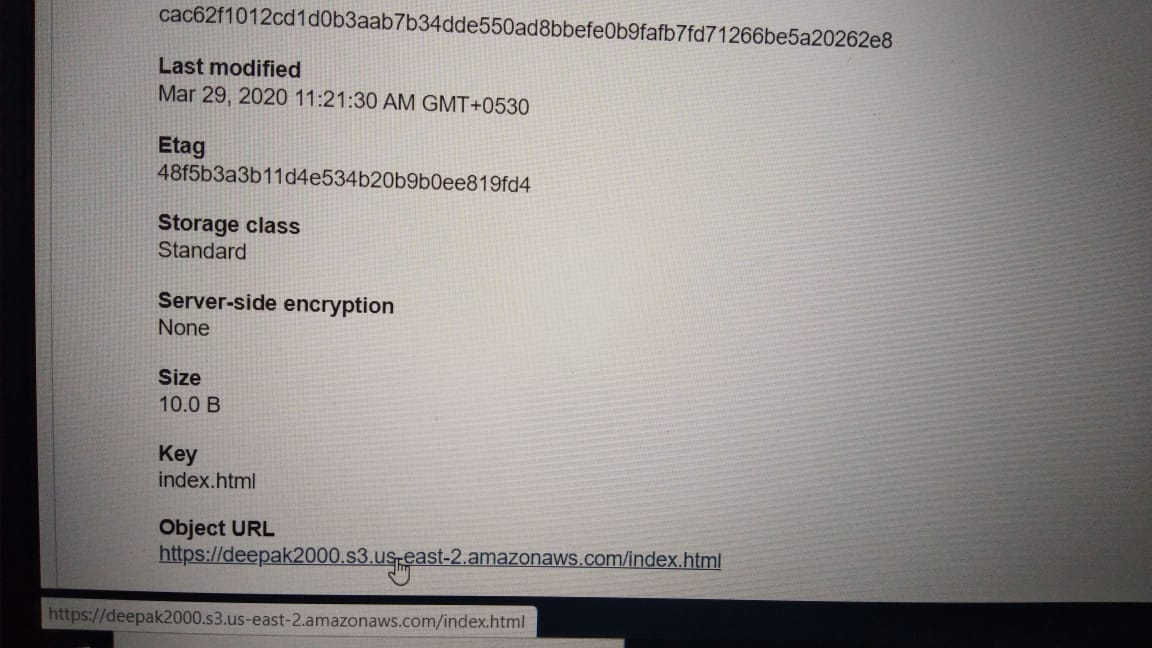 cac62f1012cd1d0b3aab7b34dde550ad8bbefe0b9fafb7fd71266be5a20262e8
Last modified
Mar 29, 2020 11:21:30 AM GMT+0530
Etag
48f5b3a3b11d4e534b20b9b0ee819fd4
Storage class
Standard
Server-side encryption
None
Size
10.0 B
Key
index.html
Object URL
https://deepak2000.s3.us-east-2.amazonaws.com/index.html
https://deepak2000.s3.us-east-2.amazonaws.com/index.html